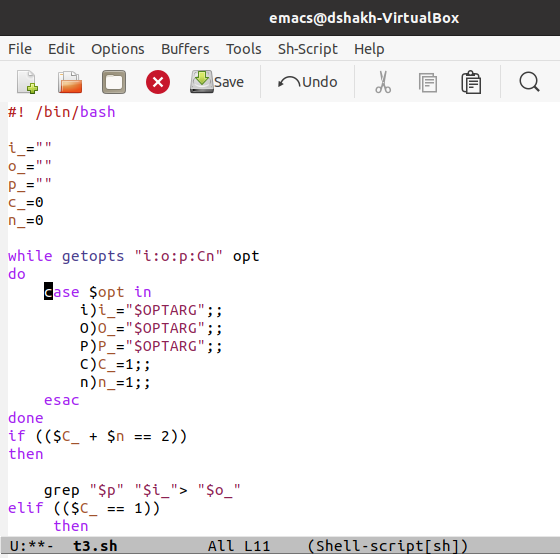 emacs@dshakh-VirtualBox
File Edit Options Buffers Tools Sh-Script Help
Save Undo
#! /bin/bash

i_=""
o_=""
p_=""
c_=0
n_=0

while getopts "i:o:p:Cn" opt
do
    case $opt in
        i)i_="$OPTARG";;
        O)O_="$OPTARG";;
        P)P_="$OPTARG";;
        C)C_=1;;
        n)n_=1;;
    esac
done
if (($C_ + $n == 2))
then

    grep "$p" "$i_"> "$o_"
elif (($C_ == 1))
     then
U:**-  t3.sh          All L11    (Shell-script[sh])